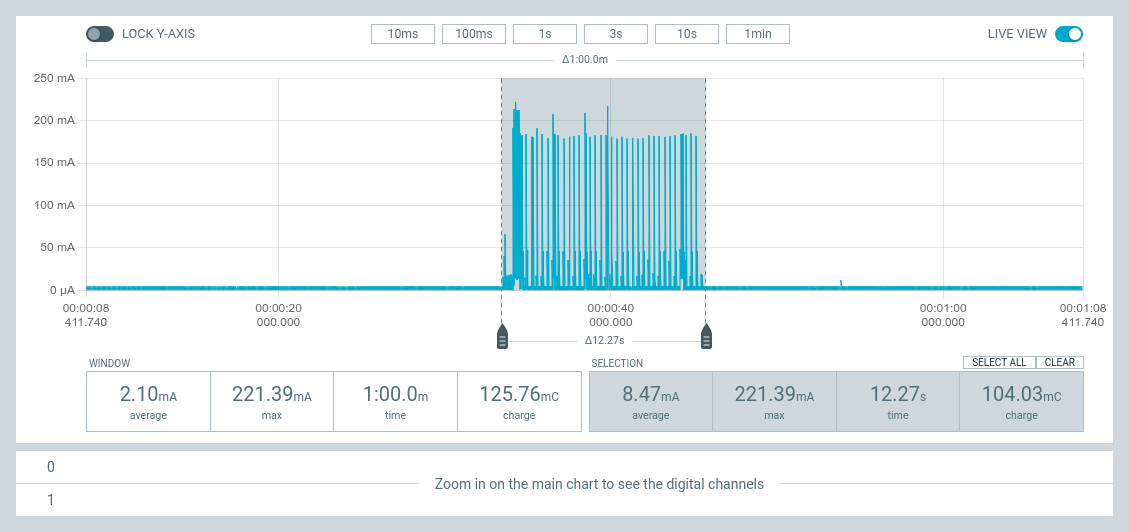 LOCK Y-AXIS 10ms 100ms 1s 3s 10s 1min LIVE VIEW
Δ1:00.0m
250 mA
200 mA
150 mA
100 mA
50 mA
0 µA
00:00:08 00:00:20 00:00:40 00:01:00 00:01:08
411.740 000.000 000.000 000.000 411.740
Δ12.27s
WINDOW SELECTION SELECT ALL CLEAR
2.10mA 221.39mA 1:00.0m 125.76mC 8.47mA 221.39mA 12.27s 104.03mC
average max time charge average max time charge
0
Zoom in on the main chart to see the digital channels
1